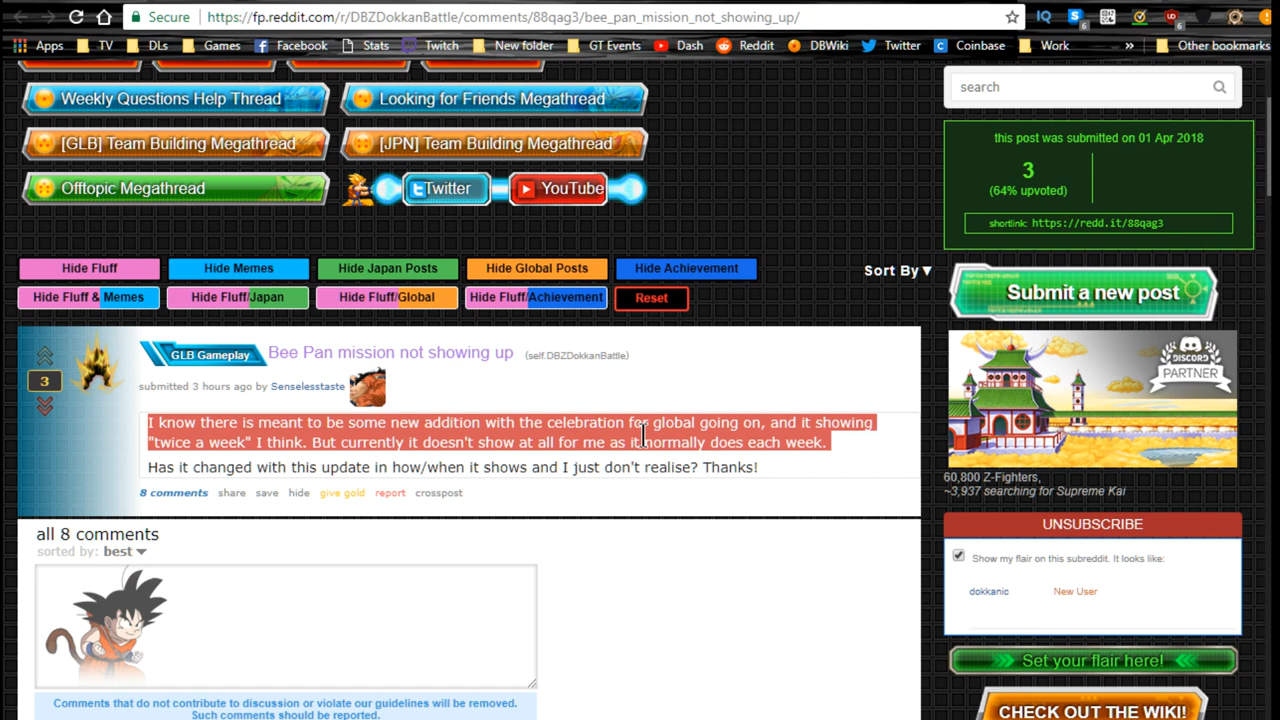 Secure
https://fp.reddit.com/r/DBZDokkanBattle/comments/88qag3/bee_pan_mission_not_showing_up/
Apps TV DLs Games Facebook Stats Twitch New folder GT Events Dash Reddit DBWiki Twitter Coinbase Work » Other bookmarks
Weekly Questions Help Thread
Looking for Friends Megathread
[GLB] Team Building Megathread
[JPN] Team Building Megathread
Offtopic Megathread
Twitter
YouTube
search
this post was submitted on 01 Apr 2018
3
(64% upvoted)
shortlink: https://redd.it/88qag3
Hide Fluff
Hide Memes
Hide Japan Posts
Hide Global Posts
Hide Achievement
Sort By▼
Hide Fluff & Memes
Hide Fluff/Japan
Hide Fluff/Global
Hide Fluff/Achievement
Reset
Submit a new post
DISCORD
PARTNER
3
GLB Gameplay
Bee Pan mission not showing up (self.DBZDokkanBattle)
submitted 3 hours ago by Senselesstaste
I know there is meant to be some new addition with the celebration for global going on, and it showing
"twice a week" I think. But currently it doesn't show at all for me as it normally does each week.
Has it changed with this update in how/when it shows and I just don't realise? Thanks!
8 comments share save hide give gold report crosspost
60,800 Z-Fighters,
~3,937 searching for Supreme Kai
UNSUBSCRIBE
Show my flair on this subreddit. It looks like:
dokkanic New User
all 8 comments
sorted by: best ▼
Set your flair here!
Comments that do not contribute to discussion or violate our guidelines will be removed.
Such comments should be reported.
CHECK OUT THE WIKI!